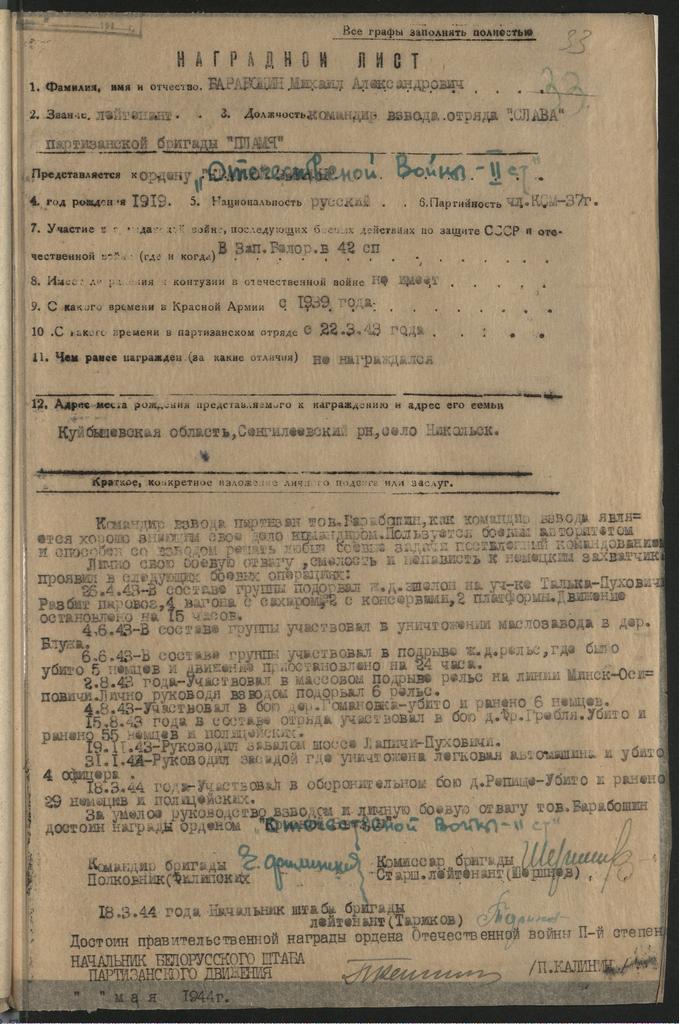 Все графы заполнять полностью
33
НАГРАДНОЙ ЛИСТ
1. Фамилия, имя и отчество. БАРАБОШИН Михаил Александрович
2. Звание. лейтенант. 3. Должность командир взвода отряда "СЛАВА"
партизанской бригады "ПЛАМЯ"
Представляется к ордену "Отечественной Войны - II ст"
4. год рождения 1919. 5. Национальность русский . . 6. Партийность чл.КСМ-37г.
7. Участие в гражданской войне, последующих боевых действиях по защите СССР и оте-
чественной войне (где и когда) В Зап.Белор.в 42 сп
8. Имеет ли ранения и контузии в отечественной войне не имеет
9. С какого времени в Красной Армии с 1939 года.
10. С какого времени в партизанском отряде с 22.3.43 года
11. Чем ранее награжден (за какие отличия) не награждался
12. Адрес места рождения представляемого к награждению и адрес его семьи
Куйбышевская область, Сенгилеевский рн, село Никольск.
Краткое, конкретное изложение личного подвига или заслуг.
Командир взвода партизан тов.Барабошин, как командир взвода явля=
ется хорошо знающим свое дело командиром. Пользуется боевым авторитетом
и способен со взводом решать любые боевые задачи поставленные командованием
Лично свою боевую отвагу, смелость и ненависть к немецким захватчик
проявил в следующих боевых операциях:
26.4.43-В составе группы подорвал ж.д.эшелон на уч-ке Талька-Пухович
Разбит паровоз, 4 вагона с сахаром, 2 с консервами, 2 платформы. Движение
остановлено на 15 часов.
4.6.43-В составе группы участвовал в уничтожении маслозавода в дер.
Блужа.
6.6.43-В составе группы участвовал в подрыве ж.д.рельс, где было
убито 5 немцев и движение приостановлено на 24 часа.
2.8.43 года-Участвовал в массовом подрыве рельс на линии Минск-Оси=
повичи. Лично руководя взводом подорвал 6 рельс.
4.8.43-Участвовал в бою дер.Гомановка-убито и ранено 6 немцев.
15.8.43 года в составе отряда участвовал в бою д.Гребля. Убито и
ранено 55 немцев и полицейских.
19.11.43-Руководил завалом шоссе Лапичи-Пуховичи.
31.1.44-Руководил засадой где уничтожена легковая автомашина и убито
4 офицера .
18.3.44 года-Участвовал в оборонительном бою д.Репище-Убито и ранено
29 немецив и полицейских.
За умелое руководство взводом и личную боевую отвагу тов.Барабошин
достоин награды орденом "Отечественной Войны - II ст"
Командир бригады Комиссар бригады
Полковник(Филипских Старш.лейтенант(Шершнев)
18.3.44 года Начальник штаба бригады
лейтенант(Тариков)
Достоин правительственной награды ордена Отечественной войны П-й степен
НАЧАЛЬНИК БЕЛОРУССКОГО ШТАБА
ПАРТИЗАНСКОГО ДВИЖЕНИЯ /П.КАЛИНИН/
" " мая 1944г.